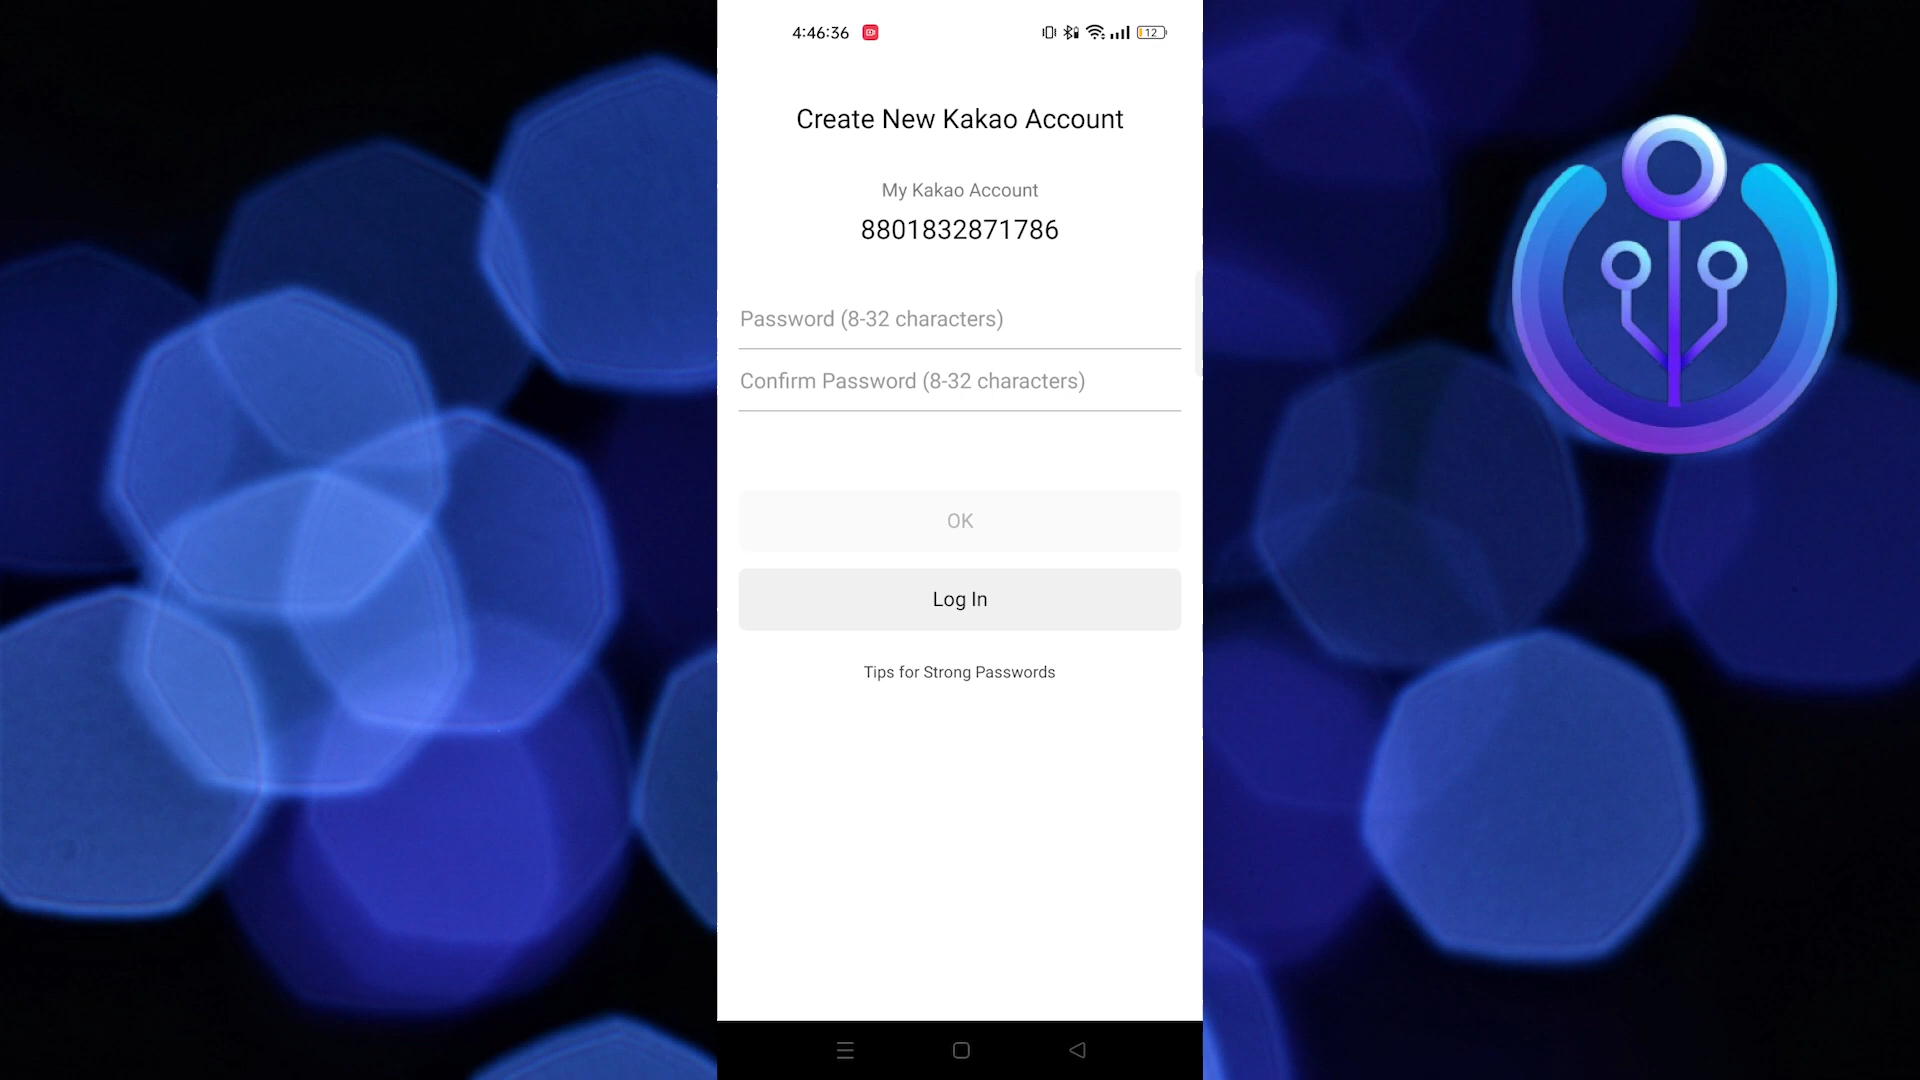 4:46:36
12
Create New Kakao Account
My Kakao Account
8801832871786
Password (8-32 characters)
Confirm Password (8-32 characters)
OK
Log In
Tips for Strong Passwords